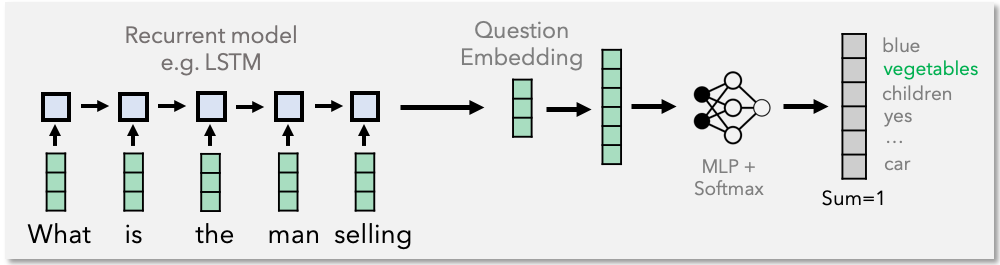 Recurrent model
e.g. LSTM
Question
Embedding
What is the man selling
MLP +
Softmax
blue
vegetables
children
yes
...
car
Sum=1